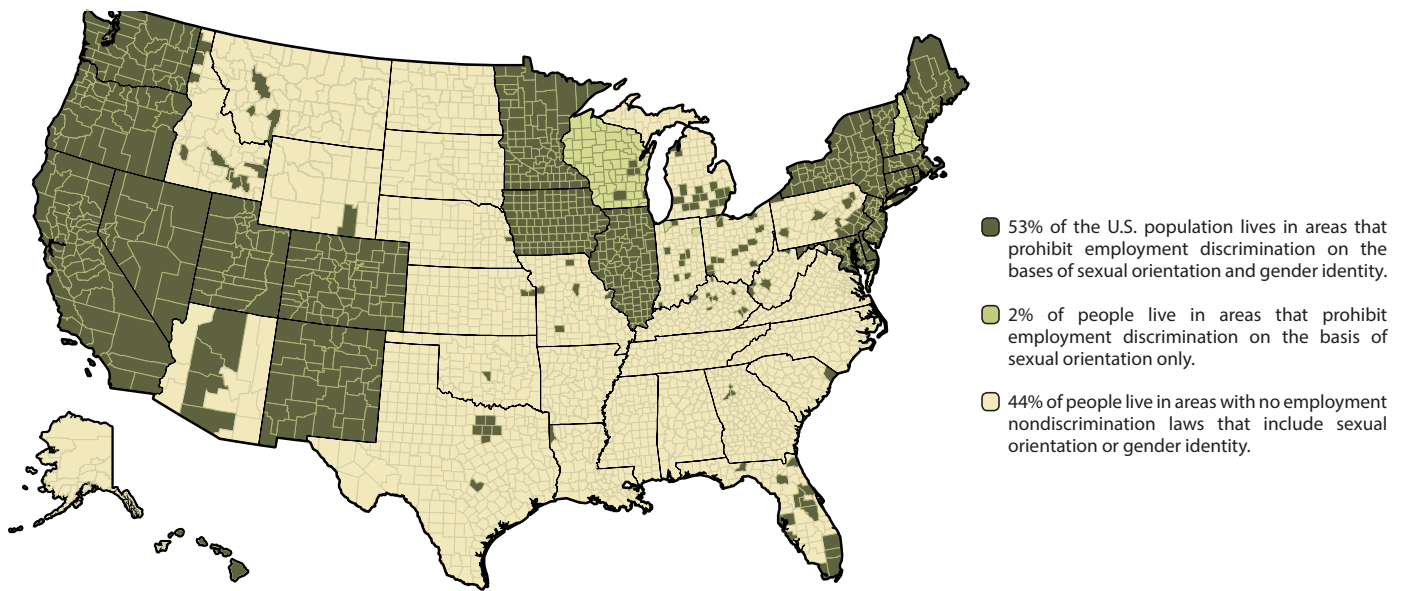 53% of the U.S. population lives in areas that
prohibit employment discrimination on the
bases of sexual orientation and gender identity.
2% of people live in areas that prohibit
employment discrimination on the basis of
sexual orientation only.
44% of people live in areas with no employment
nondiscrimination laws that include sexual
orientation or gender identity.